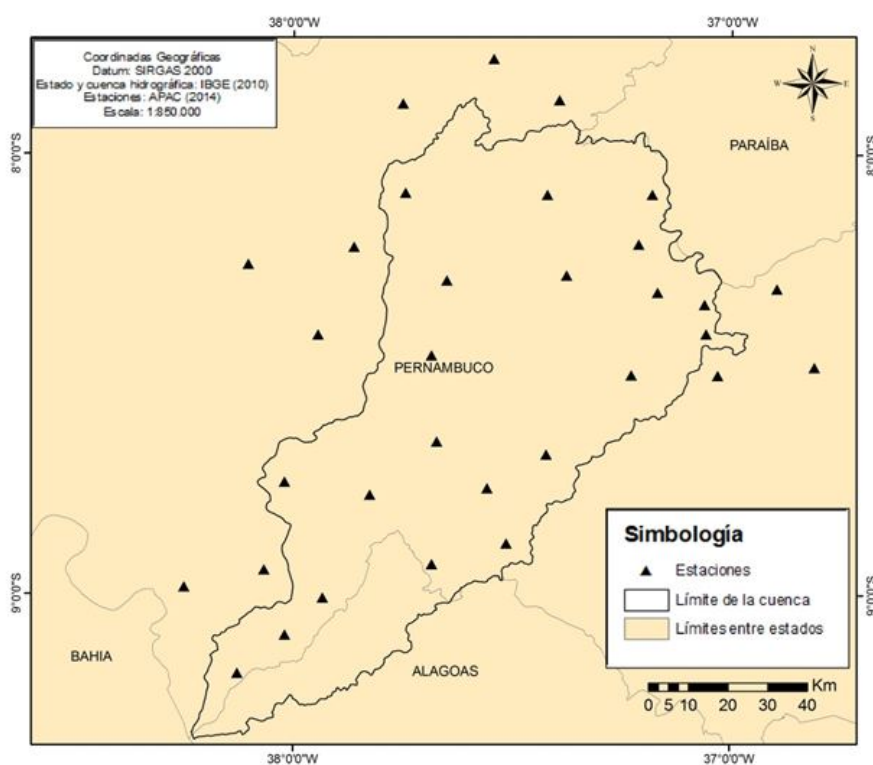 38°0'0"W
37°0'0"W
Coordinadas Geográficas
Datum: SIRGAS 2000
Estado y cuenca hidrográfica: IBGE (2010)
Estaciones: APAC (2014)
Escala: 1:850.000
N
W
E
S
PARAÍBA
8°0'0"S
8°0'0"S
PERNAMBUCO
Simbología
Estaciones
Límite de la cuenca
Límites entre estados
9°0'0"S
9°0'0"S
BAHIA
ALAGOAS
Km
0 5 10 20 30 40
38°0'0"W
37°0'0"W